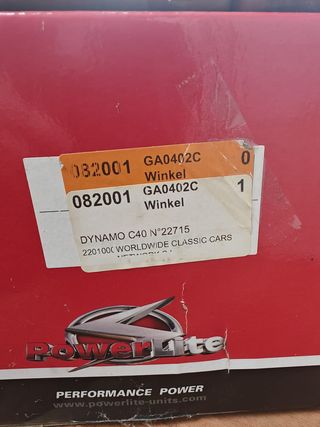 082001 GA0402C 0
Winkel
082001 GA0402C 1
Winkel
DYNAMO C40 N°22715
220100( WORLDWIDE CLASSIC CARS
PowerLite
PERFORMANCE POWER
www.powerlite-units.com